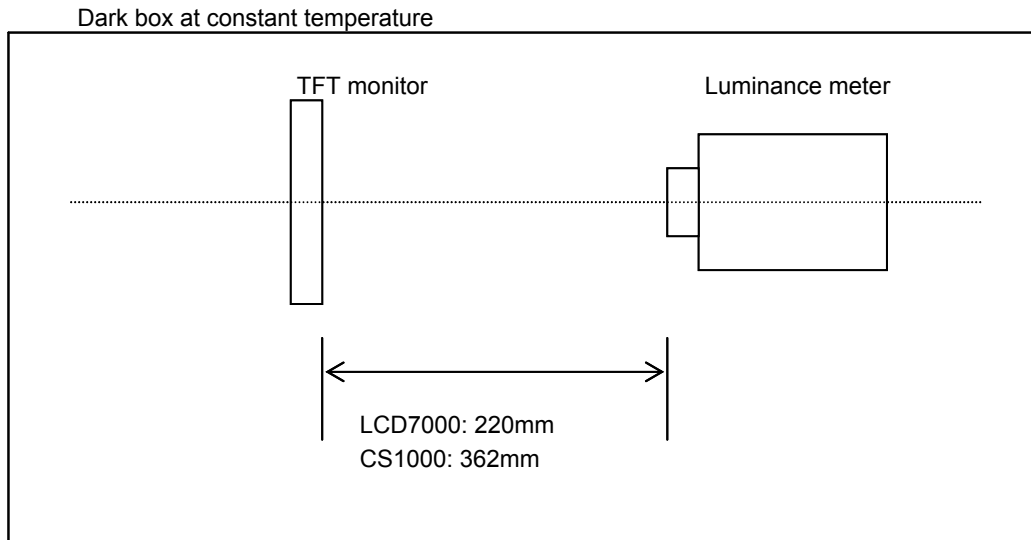 Dark box at constant temperature
TFT monitor
Luminance meter
LCD7000: 220mm
CS1000: 362mm